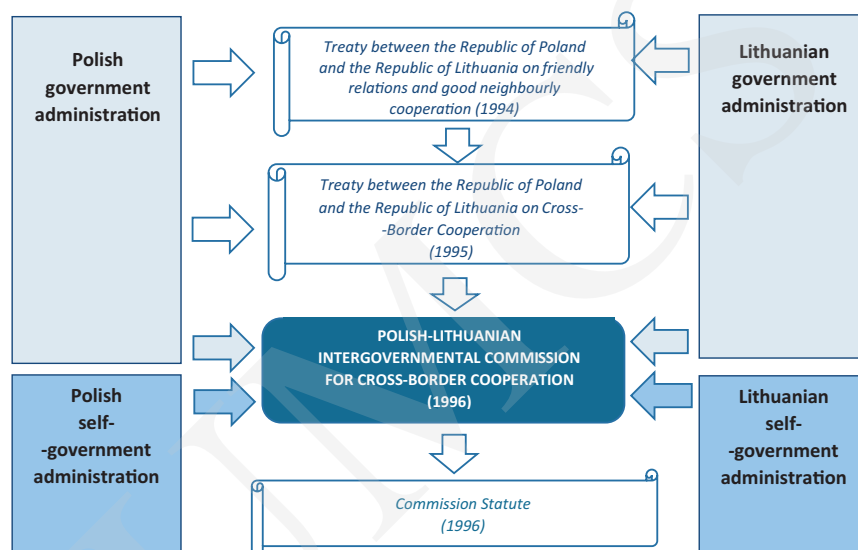 Polish
government
administration
Treaty between the Republic of Poland
and the Republic of Lithuania on friendly
relations and good neighbourly
cooperation (1994)
Lithuanian
government
administration
Treaty between the Republic of Poland
and the Republic of Lithuania on Cross-
-Border Cooperation
(1995)
POLISH-LITHUANIAN
INTERGOVERNMENTAL COMMISSION
FOR CROSS-BORDER COOPERATION
(1996)
Polish
self-
-government
administration
Lithuanian
self-
-government
administration
Commission Statute
(1996)
UMCS